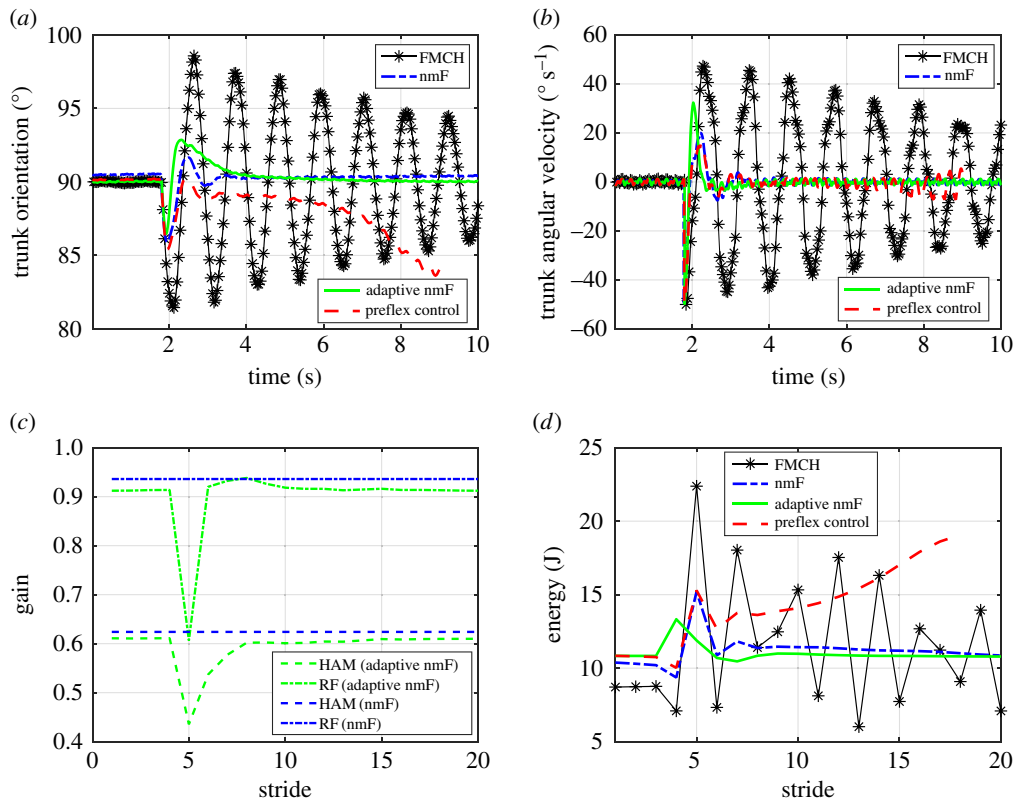 (a)
100
95
90
85
80
trunk orientation (°)
FMCH
nmF
adaptive nmF
preflex control
2
4
6
8
10
time (s)
(b)
60
40
20
0
–20
–40
–60
trunk angular velocity (° s⁻¹)
FMCH
nmF
adaptive nmF
preflex control
2
4
6
8
10
time (s)
(c)
1.0
0.9
0.8
0.7
0.6
0.5
0.4
gain
HAM (adaptive nmF)
RF (adaptive nmF)
HAM (nmF)
RF (nmF)
0
5
10
15
20
stride
(d)
25
20
15
10
5
energy (J)
FMCH
nmF
adaptive nmF
preflex control
5
10
15
20
stride